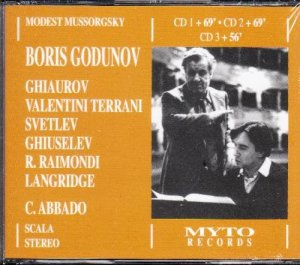 MODEST MUSSORGSKY
CD 1 + 69' • CD 2 + 69'
CD 3 + 56'
BORIS GODUNOV
GHIAUROV
VALENTINI TERRANI
SVETLEV
GHIUSELEV
R. RAIMONDI
LANGRIDGE
C. ABBADO
SCALA
STEREO
MYTO
RECORDS